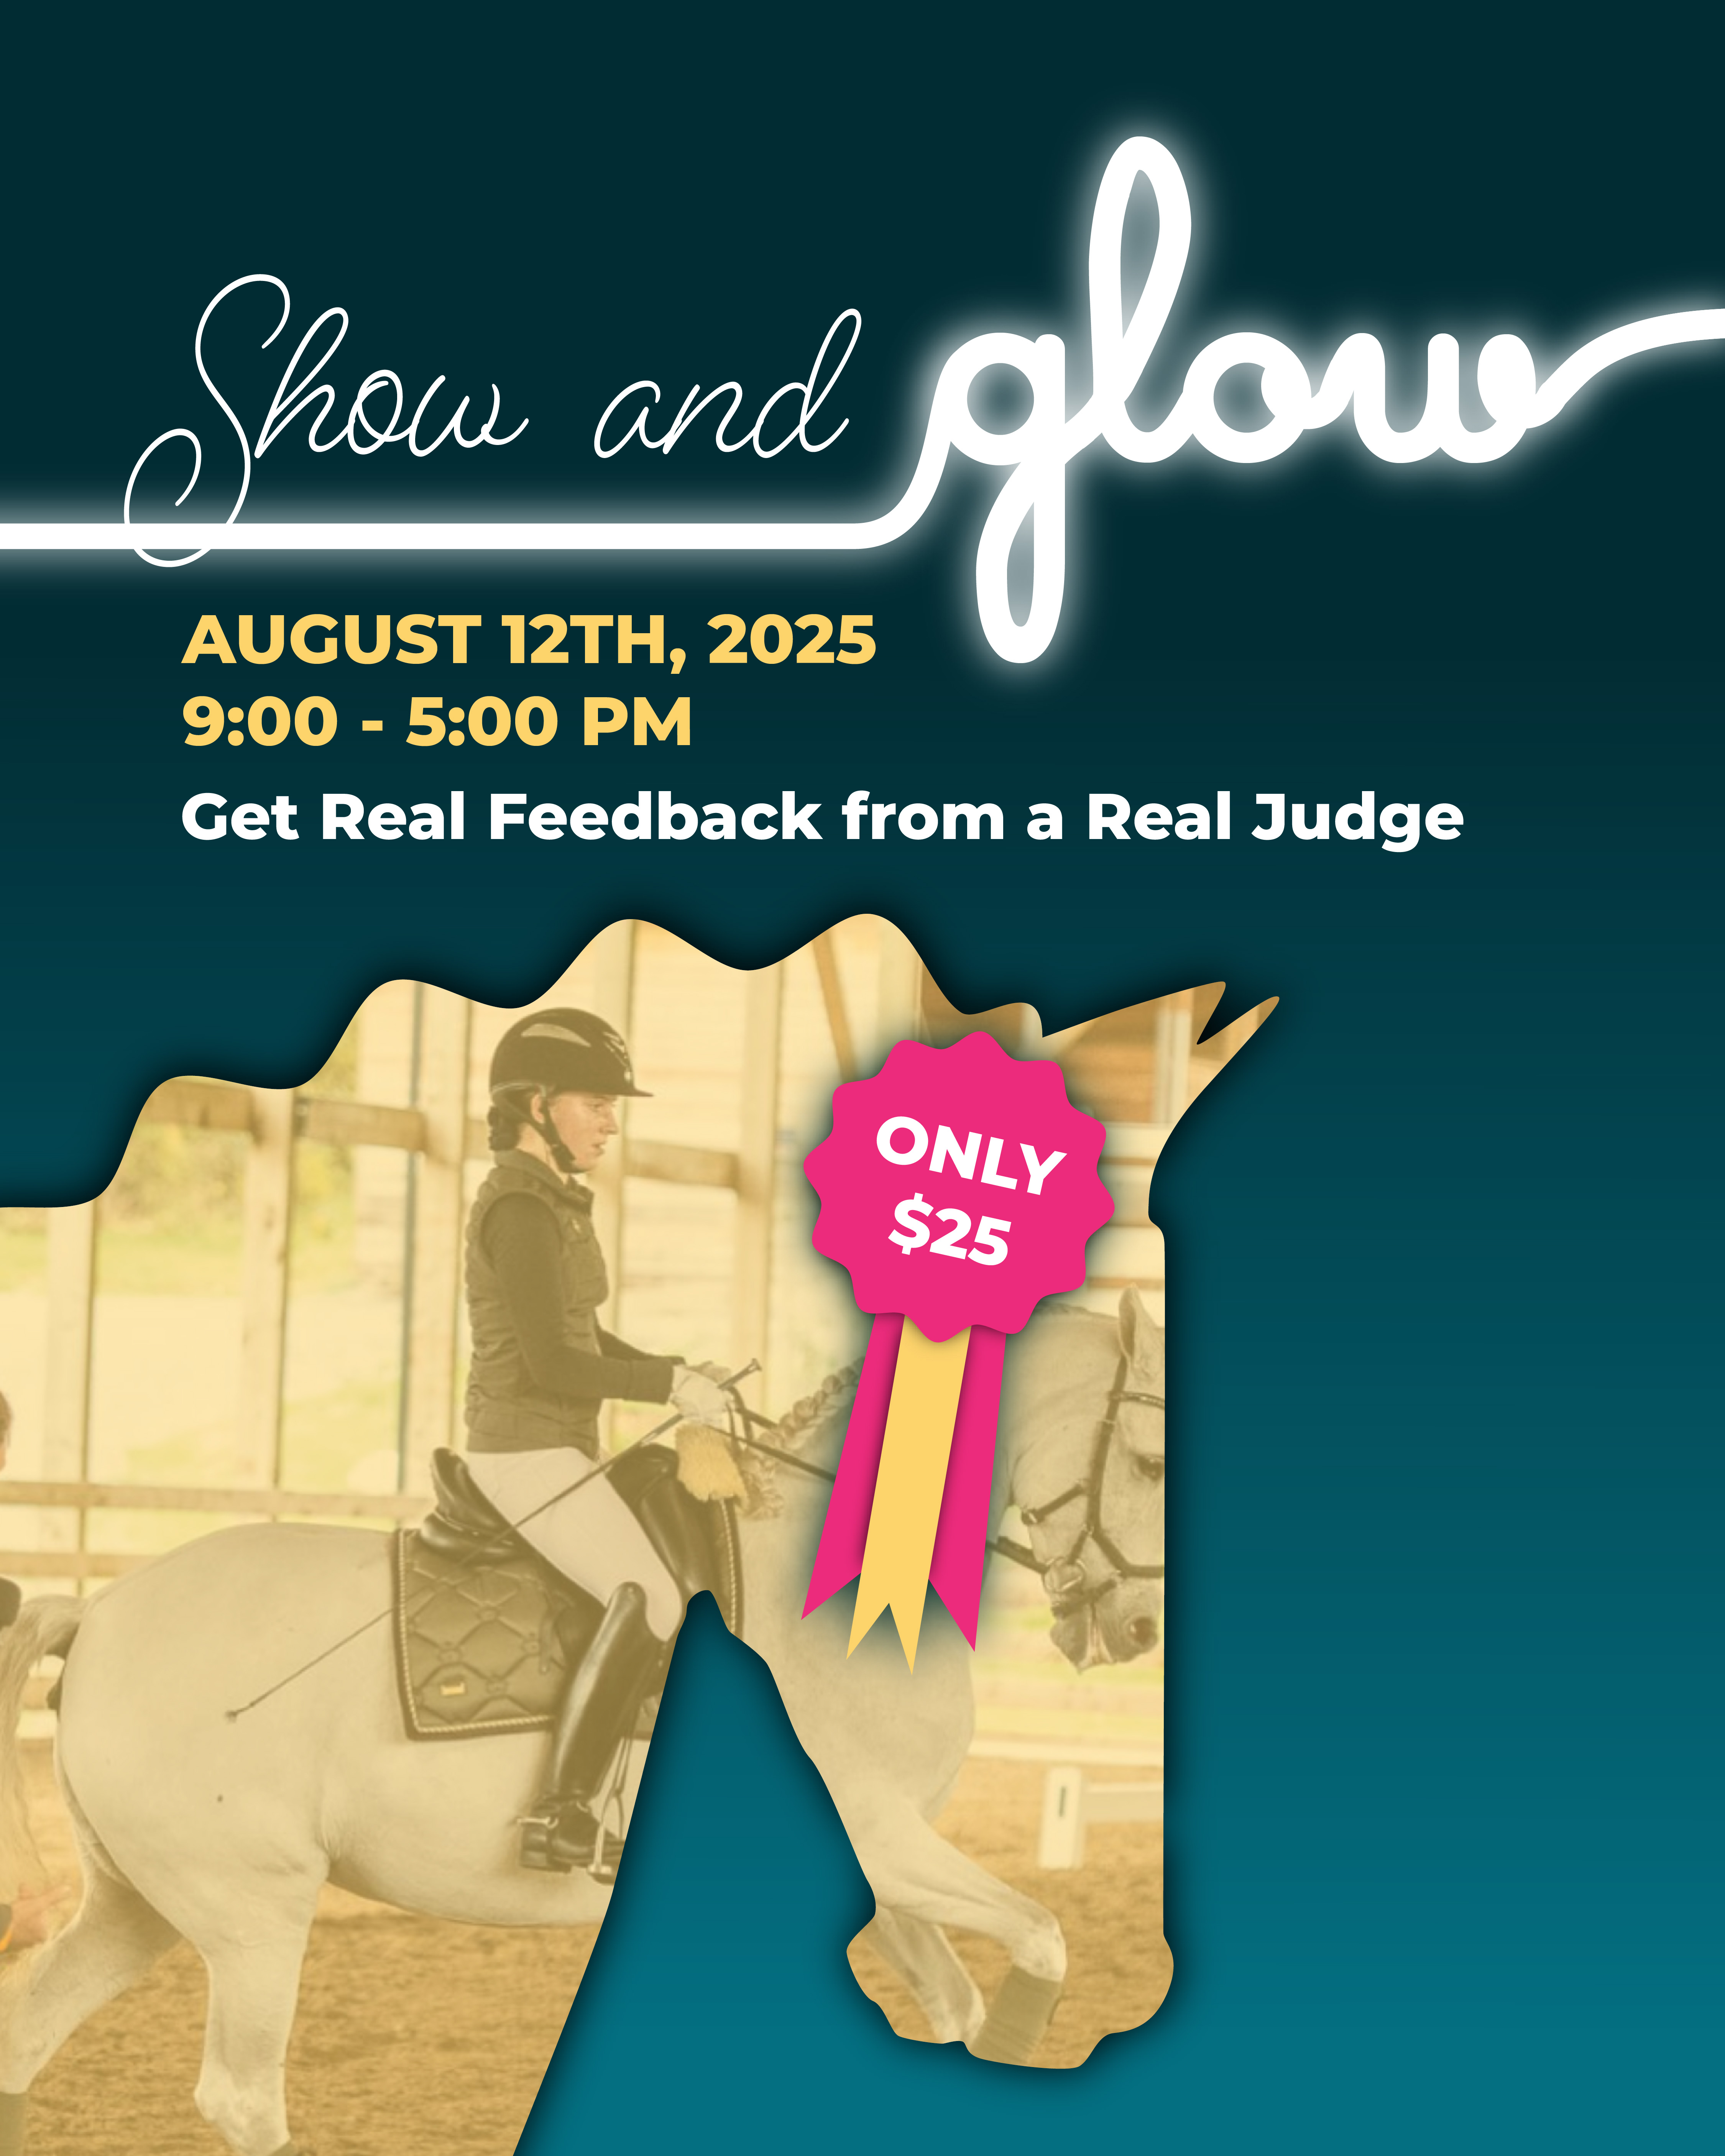 Show and glow
AUGUST 12TH, 2025
9:00 - 5:00 PM
Get Real Feedback from a Real Judge
ONLY
$25